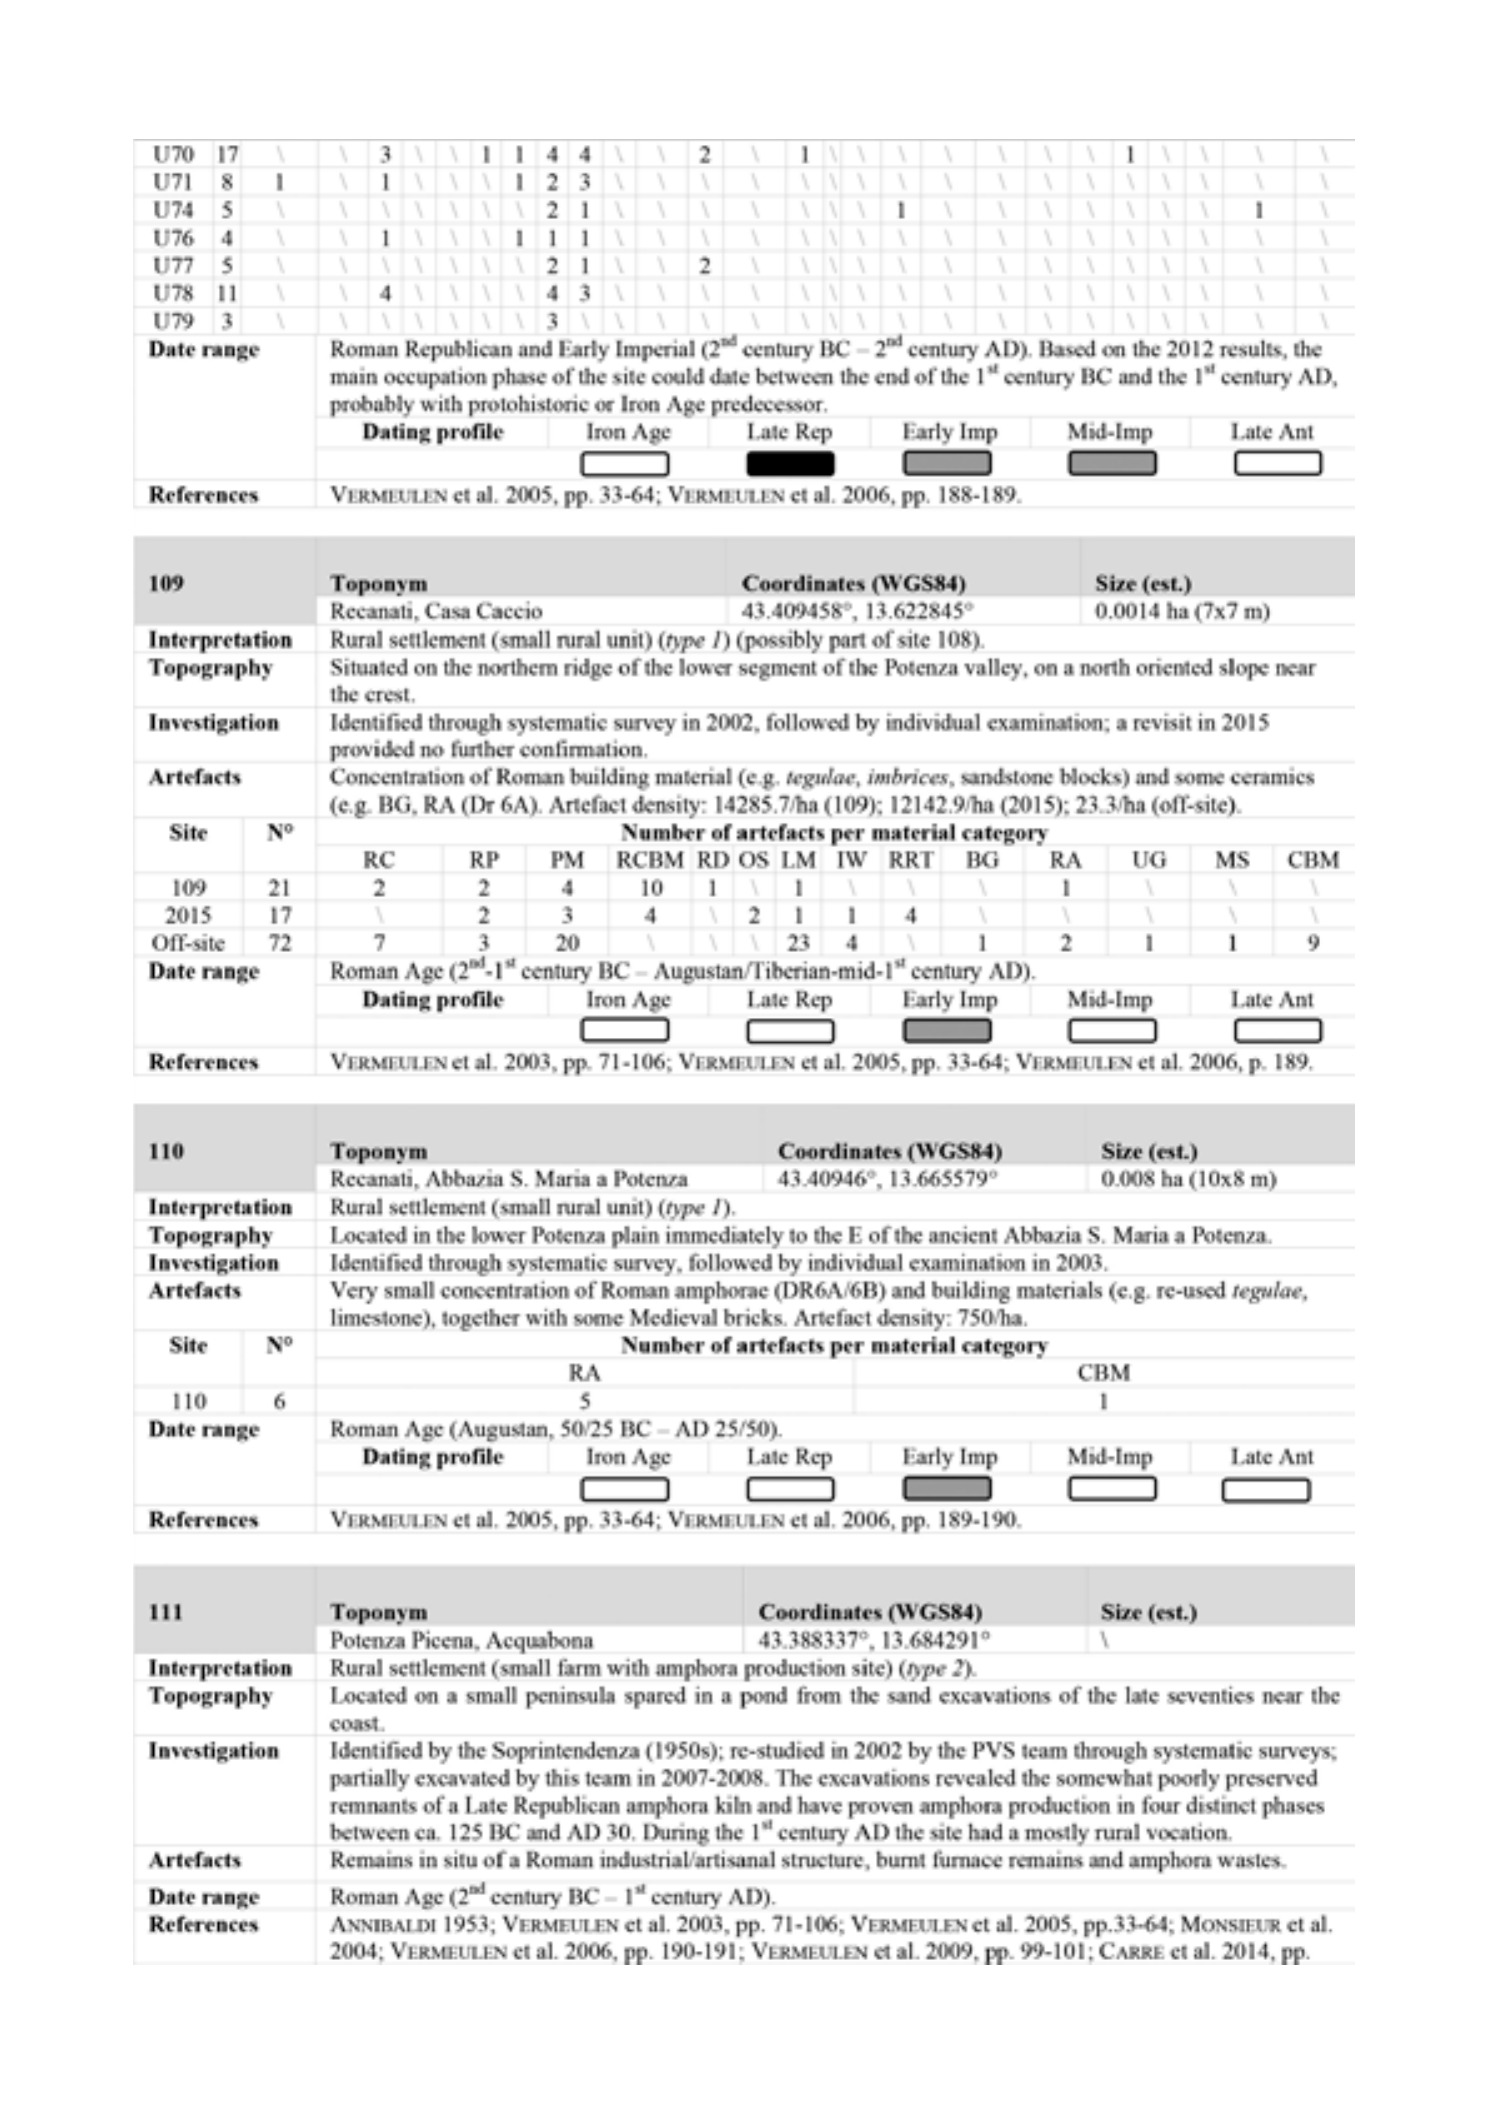 U70 17 \ \ 3 \ \ 1 1 4 4 \ \ 2 \ 1 \ \ \ \ \ \ \ \ 1 \ \ \ \
U71 8 1 \ 1 \ \ \ 1 2 3 \ \ \ \ \ \ \ \ \ \ \ \ \ \ \ \ \ \
U74 5 \ \ \ \ \ \ \ 2 1 \ \ \ \ \ \ \ 1 \ \ \ \ \ \ \ \ 1 \
U76 4 \ \ 1 \ \ \ 1 1 1 \ \ \ \ \ \ \ \ \ \ \ \ \ \ \ \ \ \
U77 5 \ \ \ \ \ \ \ 2 1 \ \ 2 \ \ \ \ \ \ \ \ \ \ \ \ \ \ \
U78 11 \ \ 4 \ \ \ \ 4 3 \ \ \ \ \ \ \ \ \ \ \ \ \ \ \ \ \ \
U79 3 \ \ \ \ \ \ \ 3 \ \ \ \ \ \ \ \ \ \ \ \ \ \ \ \ \ \ \
Date range Roman Republican and Early Imperial (2nd century BC – 2nd century AD). Based on the 2012 results, the
main occupation phase of the site could date between the end of the 1st century BC and the 1st century AD,
probably with protohistoric or Iron Age predecessor.
Dating profile Iron Age Late Rep Early Imp Mid-Imp Late Ant
References VERMEULEN et al. 2005, pp. 33-64; VERMEULEN et al. 2006, pp. 188-189.
109 Toponym Coordinates (WGS84) Size (est.)
Recanati, Casa Caccio 43.409458°, 13.622845° 0.0014 ha (7x7 m)
Interpretation Rural settlement (small rural unit) (type 1) (possibly part of site 108).
Topography Situated on the northern ridge of the lower segment of the Potenza valley, on a north oriented slope near
the crest.
Investigation Identified through systematic survey in 2002, followed by individual examination; a revisit in 2015
provided no further confirmation.
Artefacts Concentration of Roman building material (e.g. tegulae, imbrices, sandstone blocks) and some ceramics
(e.g. BG, RA (Dr 6A). Artefact density: 14285.7/ha (109); 12142.9/ha (2015); 23.3/ha (off-site).
Site N° Number of artefacts per material category
RC RP PM RCBM RD OS LM IW RRT BG RA UG MS CBM
109 21 2 2 4 10 1 \ 1 \ \ \ 1 \ \ \
2015 17 \ 2 3 4 \ 2 1 1 4 \ \ \ \ \
Off-site 72 7 3 20 \ \ \ 23 4 \ 1 2 1 1 9
Date range Roman Age (2nd-1st century BC – Augustan/Tiberian-mid-1st century AD).
Dating profile Iron Age Late Rep Early Imp Mid-Imp Late Ant
References VERMEULEN et al. 2003, pp. 71-106; VERMEULEN et al. 2005, pp. 33-64; VERMEULEN et al. 2006, p. 189.
110 Toponym Coordinates (WGS84) Size (est.)
Recanati, Abbazia S. Maria a Potenza 43.40946°, 13.665579° 0.008 ha (10x8 m)
Interpretation Rural settlement (small rural unit) (type 1).
Topography Located in the lower Potenza plain immediately to the E of the ancient Abbazia S. Maria a Potenza.
Investigation Identified through systematic survey, followed by individual examination in 2003.
Artefacts Very small concentration of Roman amphorae (DR6A/6B) and building materials (e.g. re-used tegulae,
limestone), together with some Medieval bricks. Artefact density: 750/ha.
Site N° Number of artefacts per material category
RA CBM
110 6 5 1
Date range Roman Age (Augustan, 50/25 BC – AD 25/50).
Dating profile Iron Age Late Rep Early Imp Mid-Imp Late Ant
References VERMEULEN et al. 2005, pp. 33-64; VERMEULEN et al. 2006, pp. 189-190.
111 Toponym Coordinates (WGS84) Size (est.)
Potenza Picena, Acquabona 43.388337°, 13.684291° \
Interpretation Rural settlement (small farm with amphora production site) (type 2).
Topography Located on a small peninsula spared in a pond from the sand excavations of the late seventies near the
coast.
Investigation Identified by the Soprintendenza (1950s); re-studied in 2002 by the PVS team through systematic surveys;
partially excavated by this team in 2007-2008. The excavations revealed the somewhat poorly preserved
remnants of a Late Republican amphora kiln and have proven amphora production in four distinct phases
between ca. 125 BC and AD 30. During the 1st century AD the site had a mostly rural vocation.
Artefacts Remains in situ of a Roman industrial/artisanal structure, burnt furnace remains and amphora wastes.
Date range Roman Age (2nd century BC – 1st century AD).
References ANNIBALDI 1953; VERMEULEN et al. 2003, pp. 71-106; VERMEULEN et al. 2005, pp.33-64; MONSIEUR et al.
2004; VERMEULEN et al. 2006, pp. 190-191; VERMEULEN et al. 2009, pp. 99-101; CARRE et al. 2014, pp.